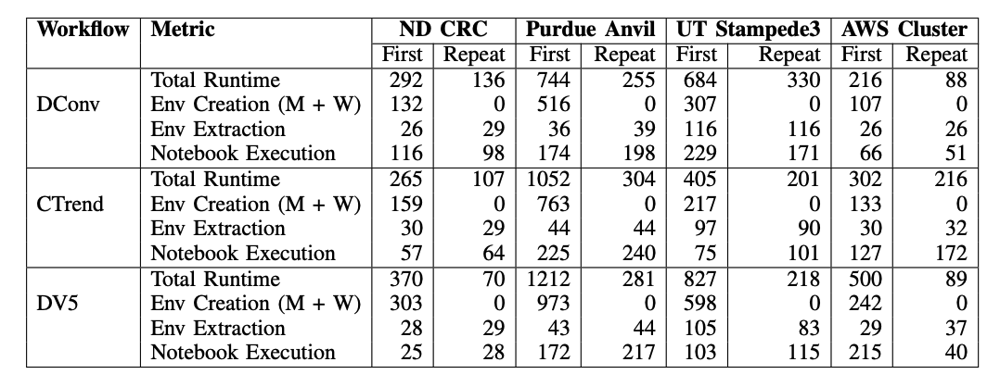 Workflow Metric ND CRC Purdue Anvil UT Stampede3 AWS Cluster
First Repeat First Repeat First Repeat First Repeat
Total Runtime 292 136 744 255 684 330 216 88
DConv Env Creation (M + W) 132 0 516 0 307 0 107 0
Env Extraction 26 29 36 39 116 116 26 26
Notebook Execution 116 98 174 198 229 171 66 51
Total Runtime 265 107 1052 304 405 201 302 216
CTrend Env Creation (M + W) 159 0 763 0 217 0 133 0
Env Extraction 30 29 44 44 97 90 30 32
Notebook Execution 57 64 225 240 75 101 127 172
Total Runtime 370 70 1212 281 827 218 500 89
DV5 Env Creation (M + W) 303 0 973 0 598 0 242 0
Env Extraction 28 29 43 44 105 83 29 37
Notebook Execution 25 28 172 217 103 115 215 40